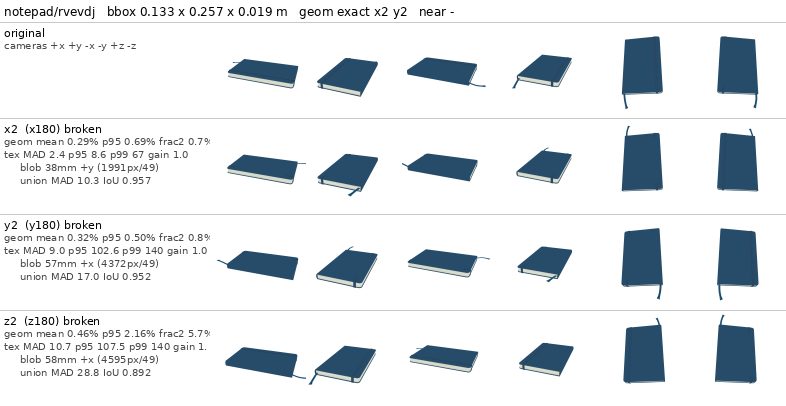 notepad/rvevdj bbox 0.133 x 0.257 x 0.019 m geom exact x2 y2 near -
original
cameras +x +y -x -y +z -z
x2 (x180) broken
geom mean 0.29% p95 0.69% frac2 0.7%
tex MAD 2.4 p95 8.6 p99 67 gain 1.0
blob 38mm +y (1991px/49)
union MAD 10.3 IoU 0.957
y2 (y180) broken
geom mean 0.32% p95 0.50% frac2 0.8%
tex MAD 9.0 p95 102.6 p99 140 gain 1.0
blob 57mm +x (4372px/49)
union MAD 17.0 IoU 0.952
z2 (z180) broken
geom mean 0.46% p95 2.16% frac2 5.7%
tex MAD 10.7 p95 107.5 p99 140 gain 1.
blob 58mm +x (4595px/49)
union MAD 28.8 IoU 0.892